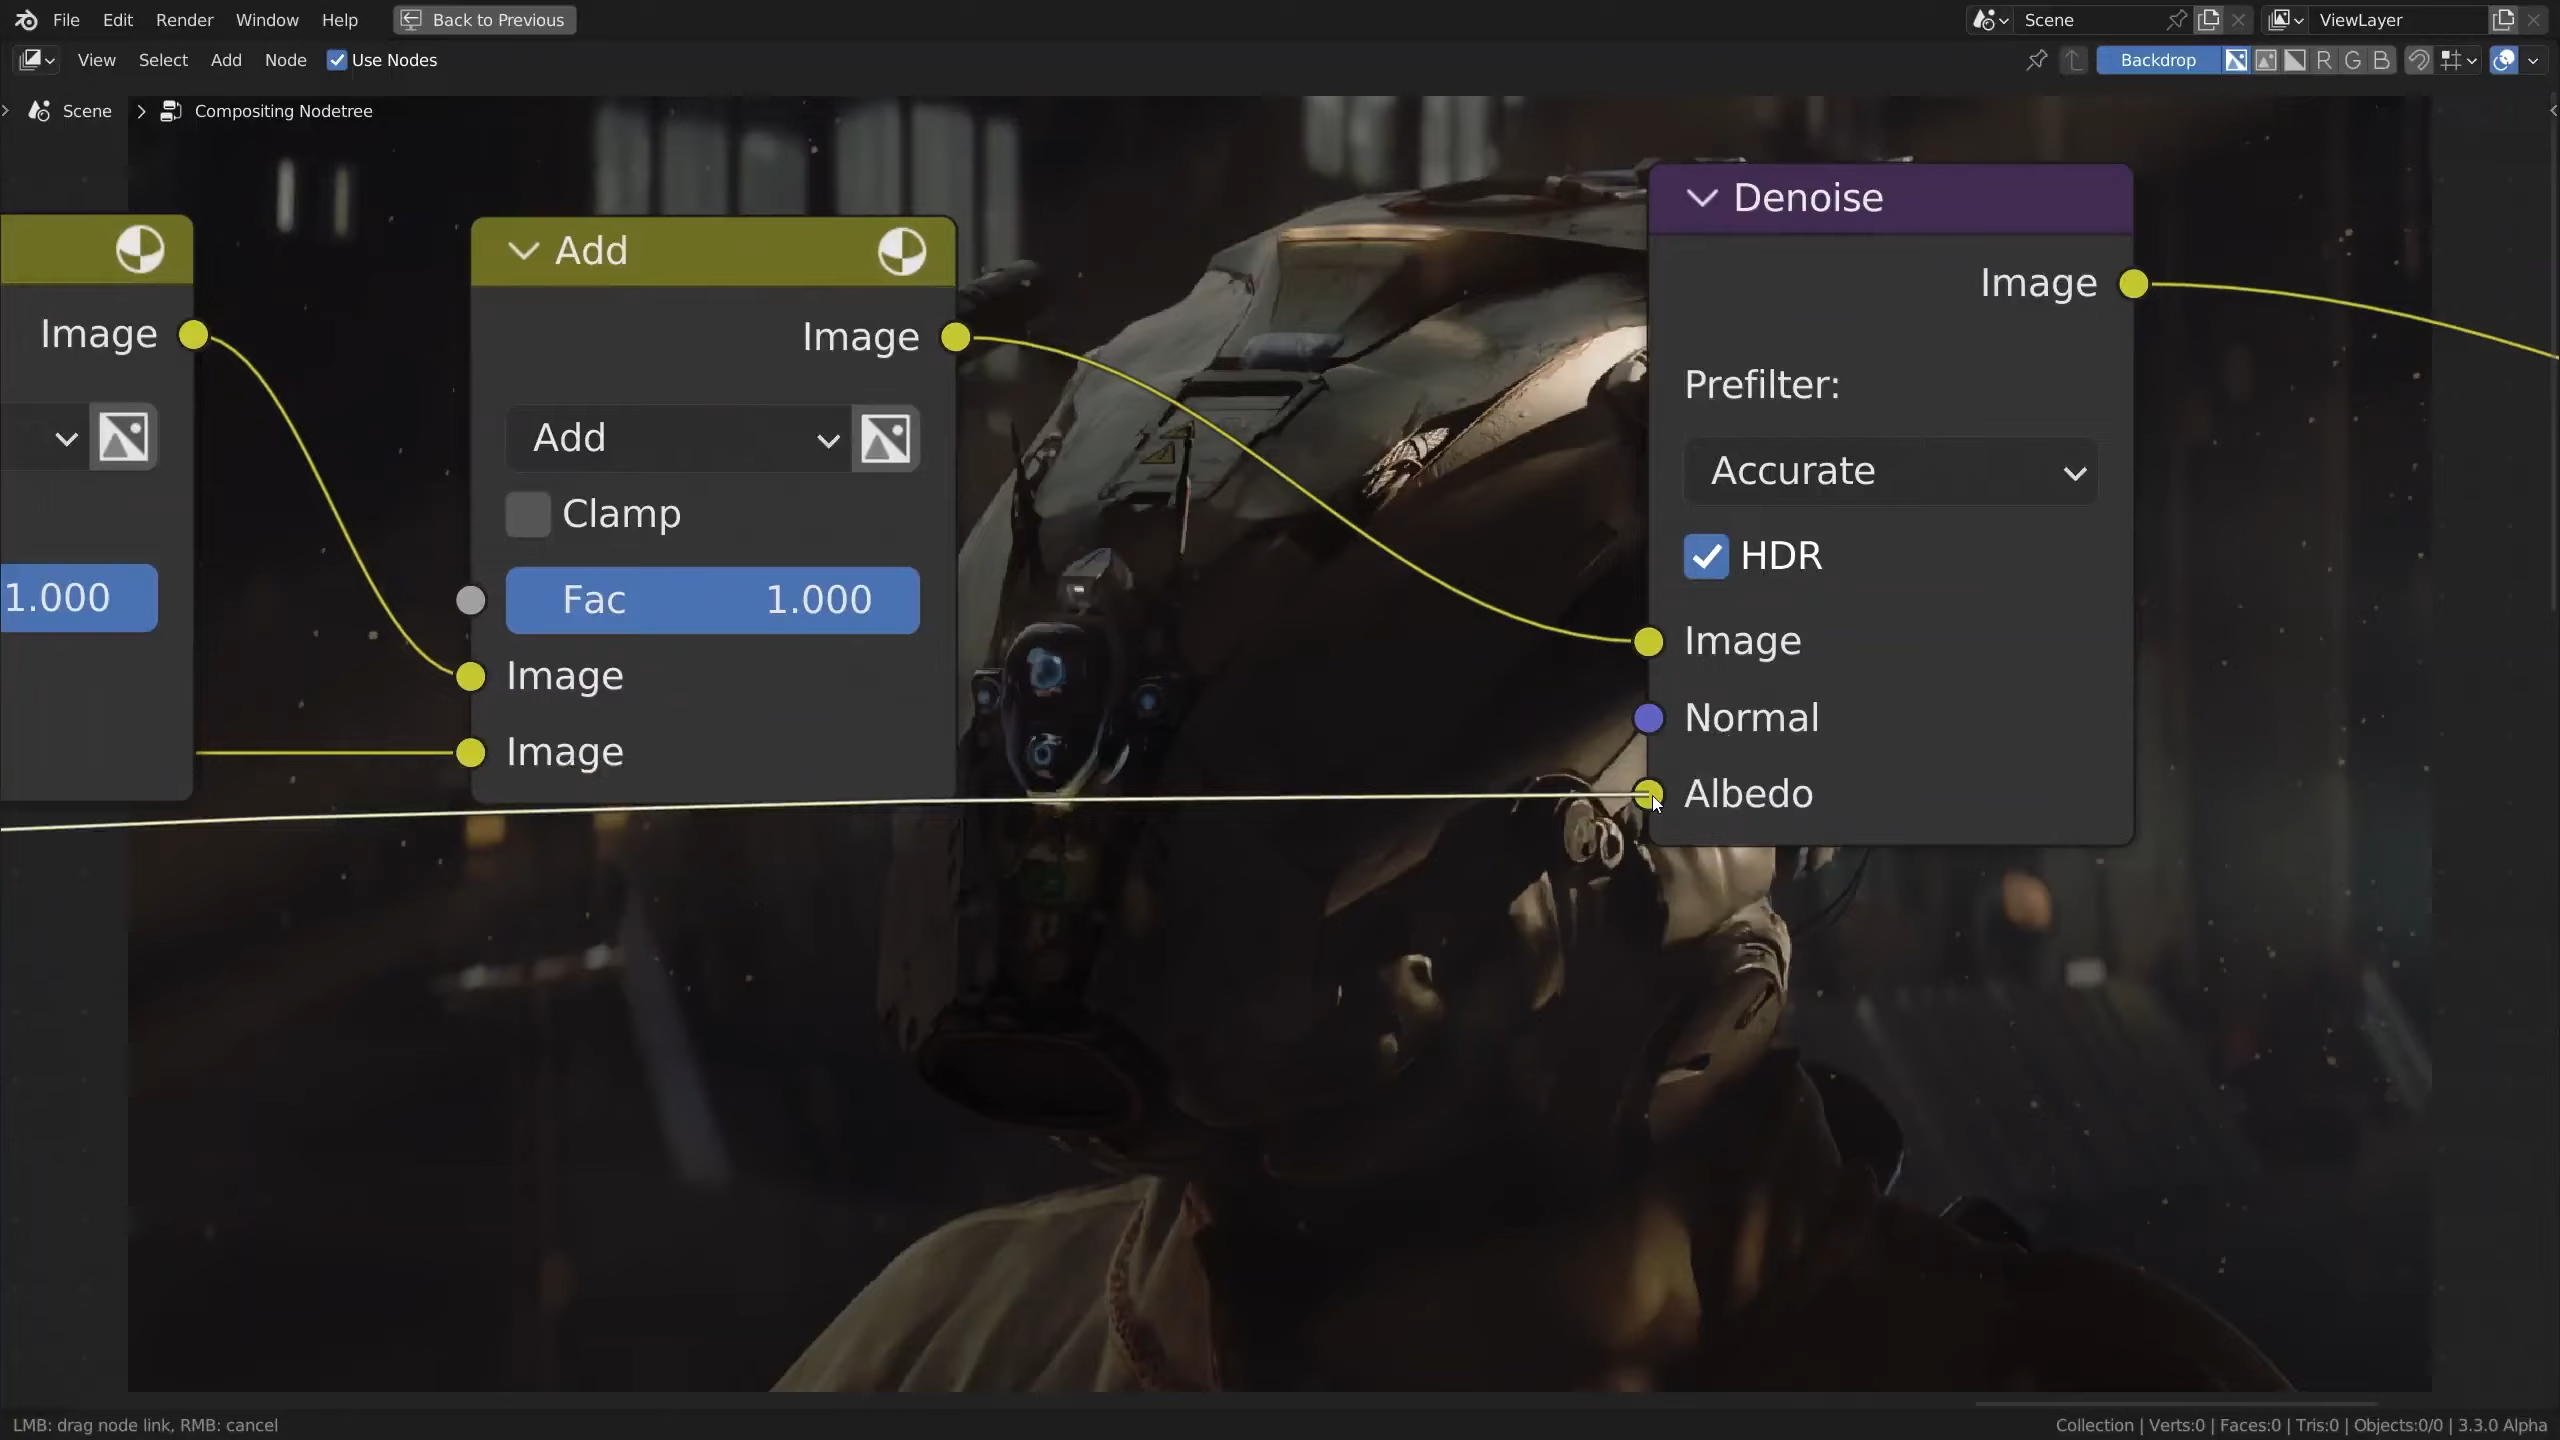 File Edit Render Window Help Back to Previous Scene ViewLayer
View Select Add Node Use Nodes Backdrop R G B
Scene Compositing Nodetree
Image
1.000
Add
Image
Add
Clamp
Fac 1.000
Image
Image
Denoise
Image
Prefilter:
Accurate
HDR
Image
Normal
Albedo
LMB: drag node link, RMB: cancel
Collection | Verts:0 | Faces:0 | Tris:0 | Objects:0/0 | 3.3.0 Alpha